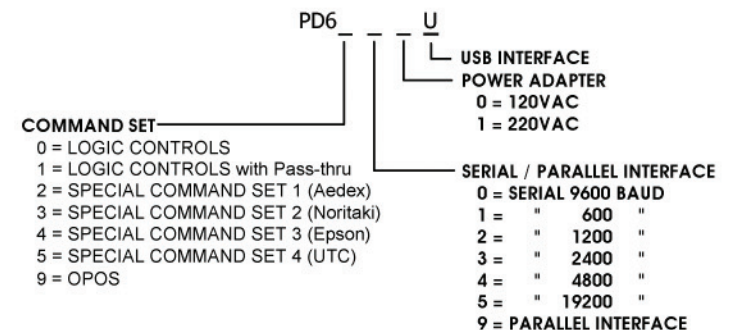 PD6_ _ _ U
USB INTERFACE
POWER ADAPTER
0 = 120VAC
1 = 220VAC
COMMAND SET
0 = LOGIC CONTROLS
1 = LOGIC CONTROLS with Pass-thru
2 = SPECIAL COMMAND SET 1 (Aedex)
3 = SPECIAL COMMAND SET 2 (Noritaki)
4 = SPECIAL COMMAND SET 3 (Epson)
5 = SPECIAL COMMAND SET 4 (UTC)
9 = OPOS
SERIAL / PARALLEL INTERFACE
0 = SERIAL 9600 BAUD
1 = " 600 "
2 = " 1200 "
3 = " 2400 "
4 = " 4800 "
5 = " 19200 "
9 = PARALLEL INTERFACE